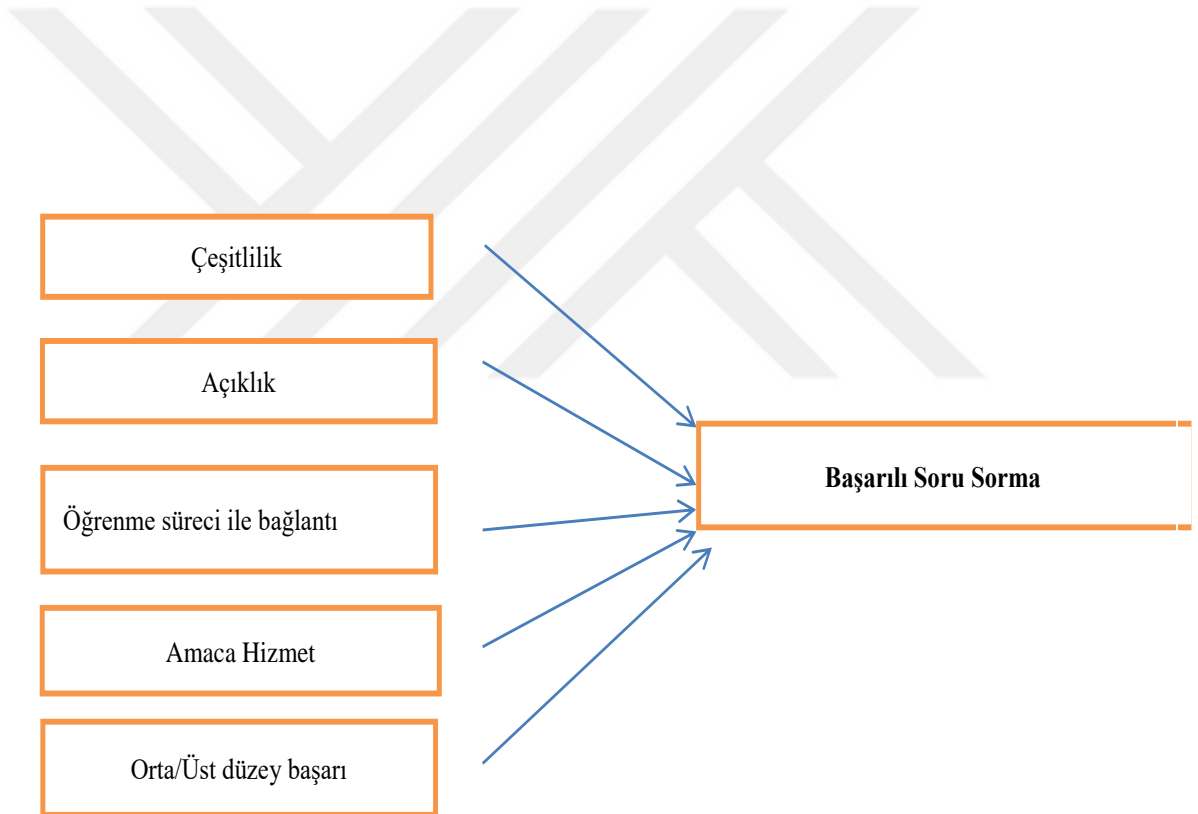 Çeşitlilik
Açıklık
Öğrenme süreci ile bağlantı
Amaca Hizmet
Orta/Üst düzey başarı
Başarılı Soru Sorma